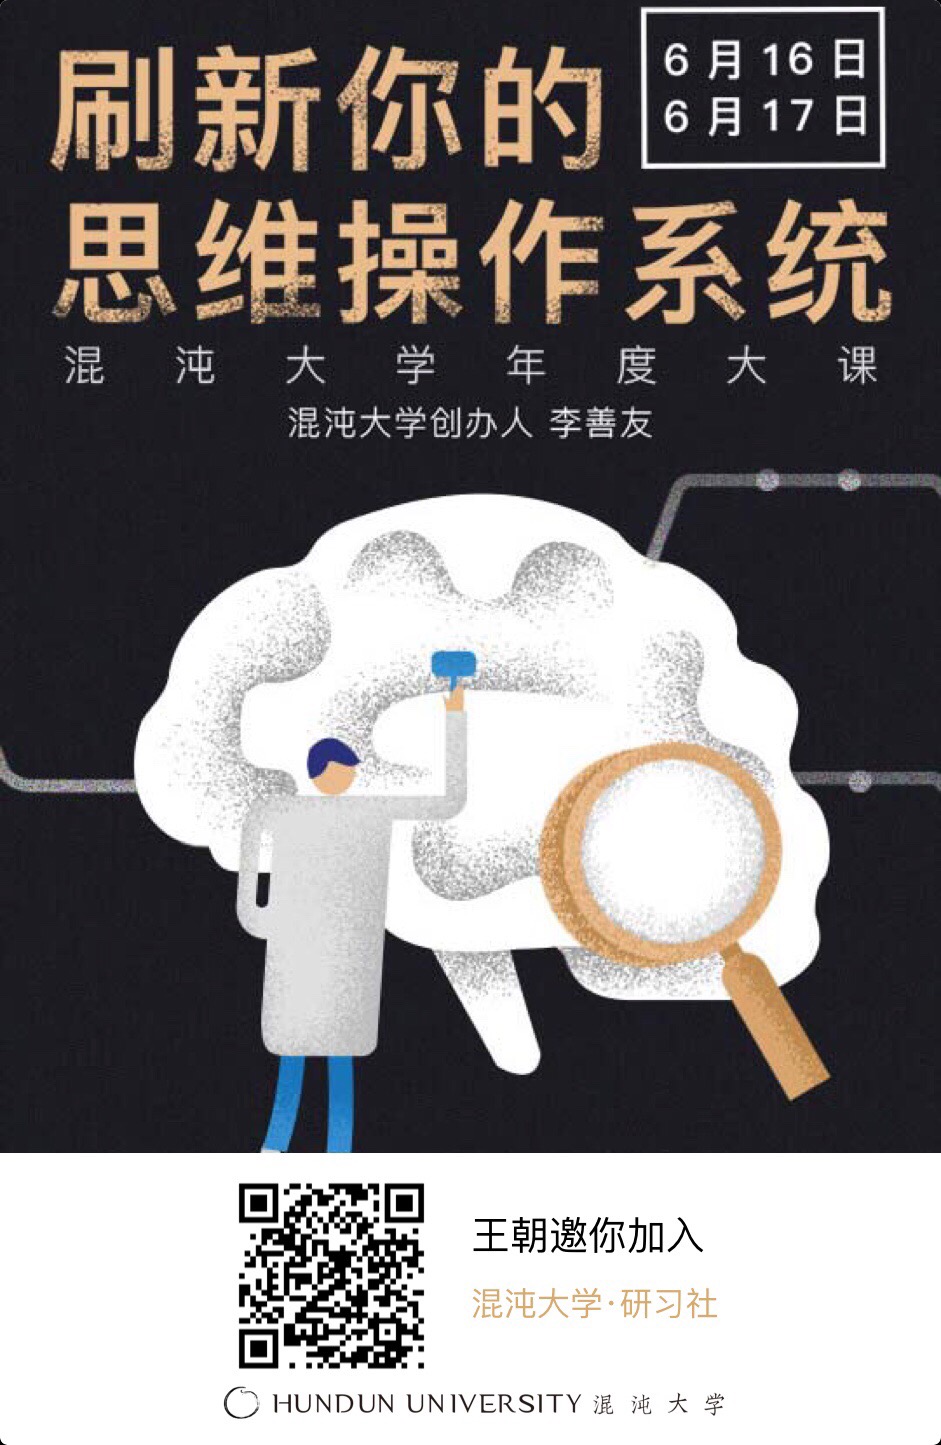 刷新你的
6月16日
6月17日
思维操作系统
混沌大学年度大课
混沌大学创办人 李善友
王朝邀你加入
混沌大学·研习社
HUNDUN UNIVERSITY 混沌大学